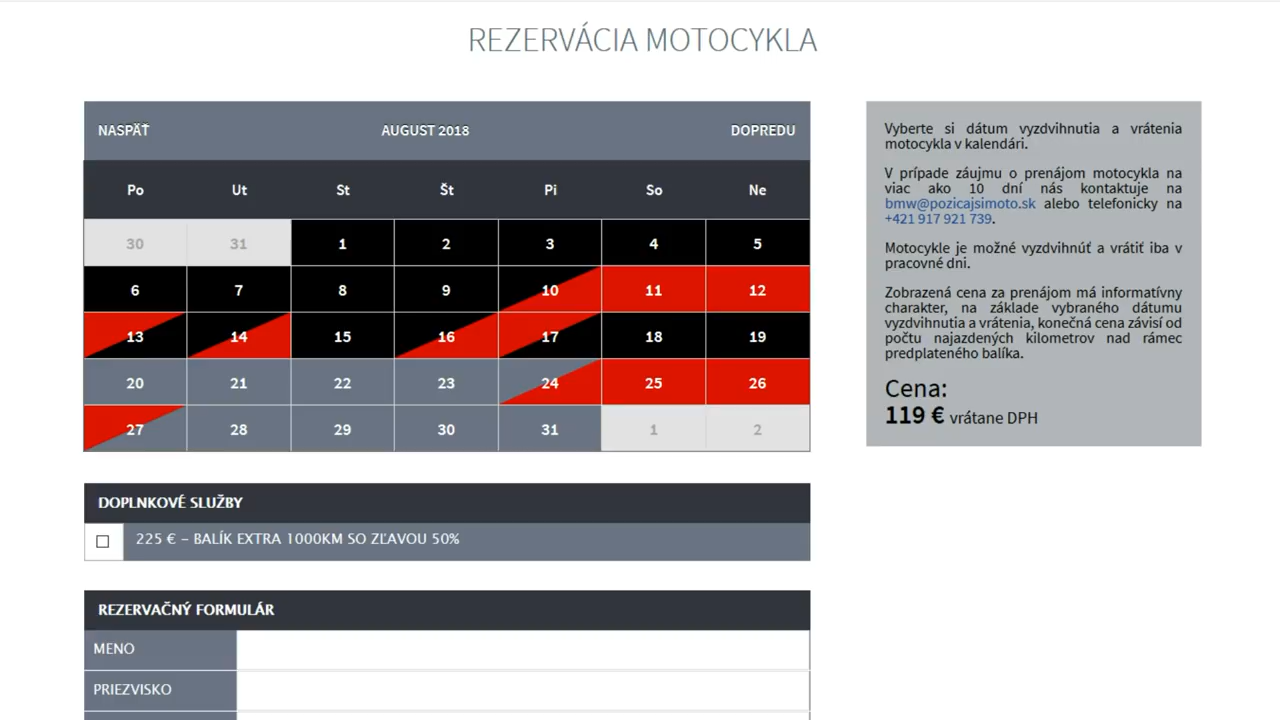 REZERVÁCIA MOTOCYKLA
NASPÄŤ AUGUST 2018 DOPREDU
Po Ut St Št Pi So Ne
30 31 1 2 3 4 5
6 7 8 9 10 11 12
13 14 15 16 17 18 19
20 21 22 23 24 25 26
27 28 29 30 31 1 2
Vyberte si dátum vyzdvihnutia a vrátenia
motocykla v kalendári.
V prípade záujmu o prenájom motocykla na
viac ako 10 dní nás kontaktuje na
bmw@pozicajsimoto.sk alebo telefonicky na
+421 917 921 739.
Motocykle je možné vyzdvihnúť a vrátiť iba v
pracovné dni.
Zobrazená cena za prenájom má informatívny
charakter, na základe vybraného dátumu
vyzdvihnutia a vrátenia, konečná cena závisí od
počtu najazdených kilometrov nad rámec
predplateného balíka.
Cena:
119 € vrátane DPH
DOPLNKOVÉ SLUŽBY
225 € – BALÍK EXTRA 1000KM SO ZĽAVOU 50%
REZERVAČNÝ FORMULÁR
MENO
PRIEZVISKO